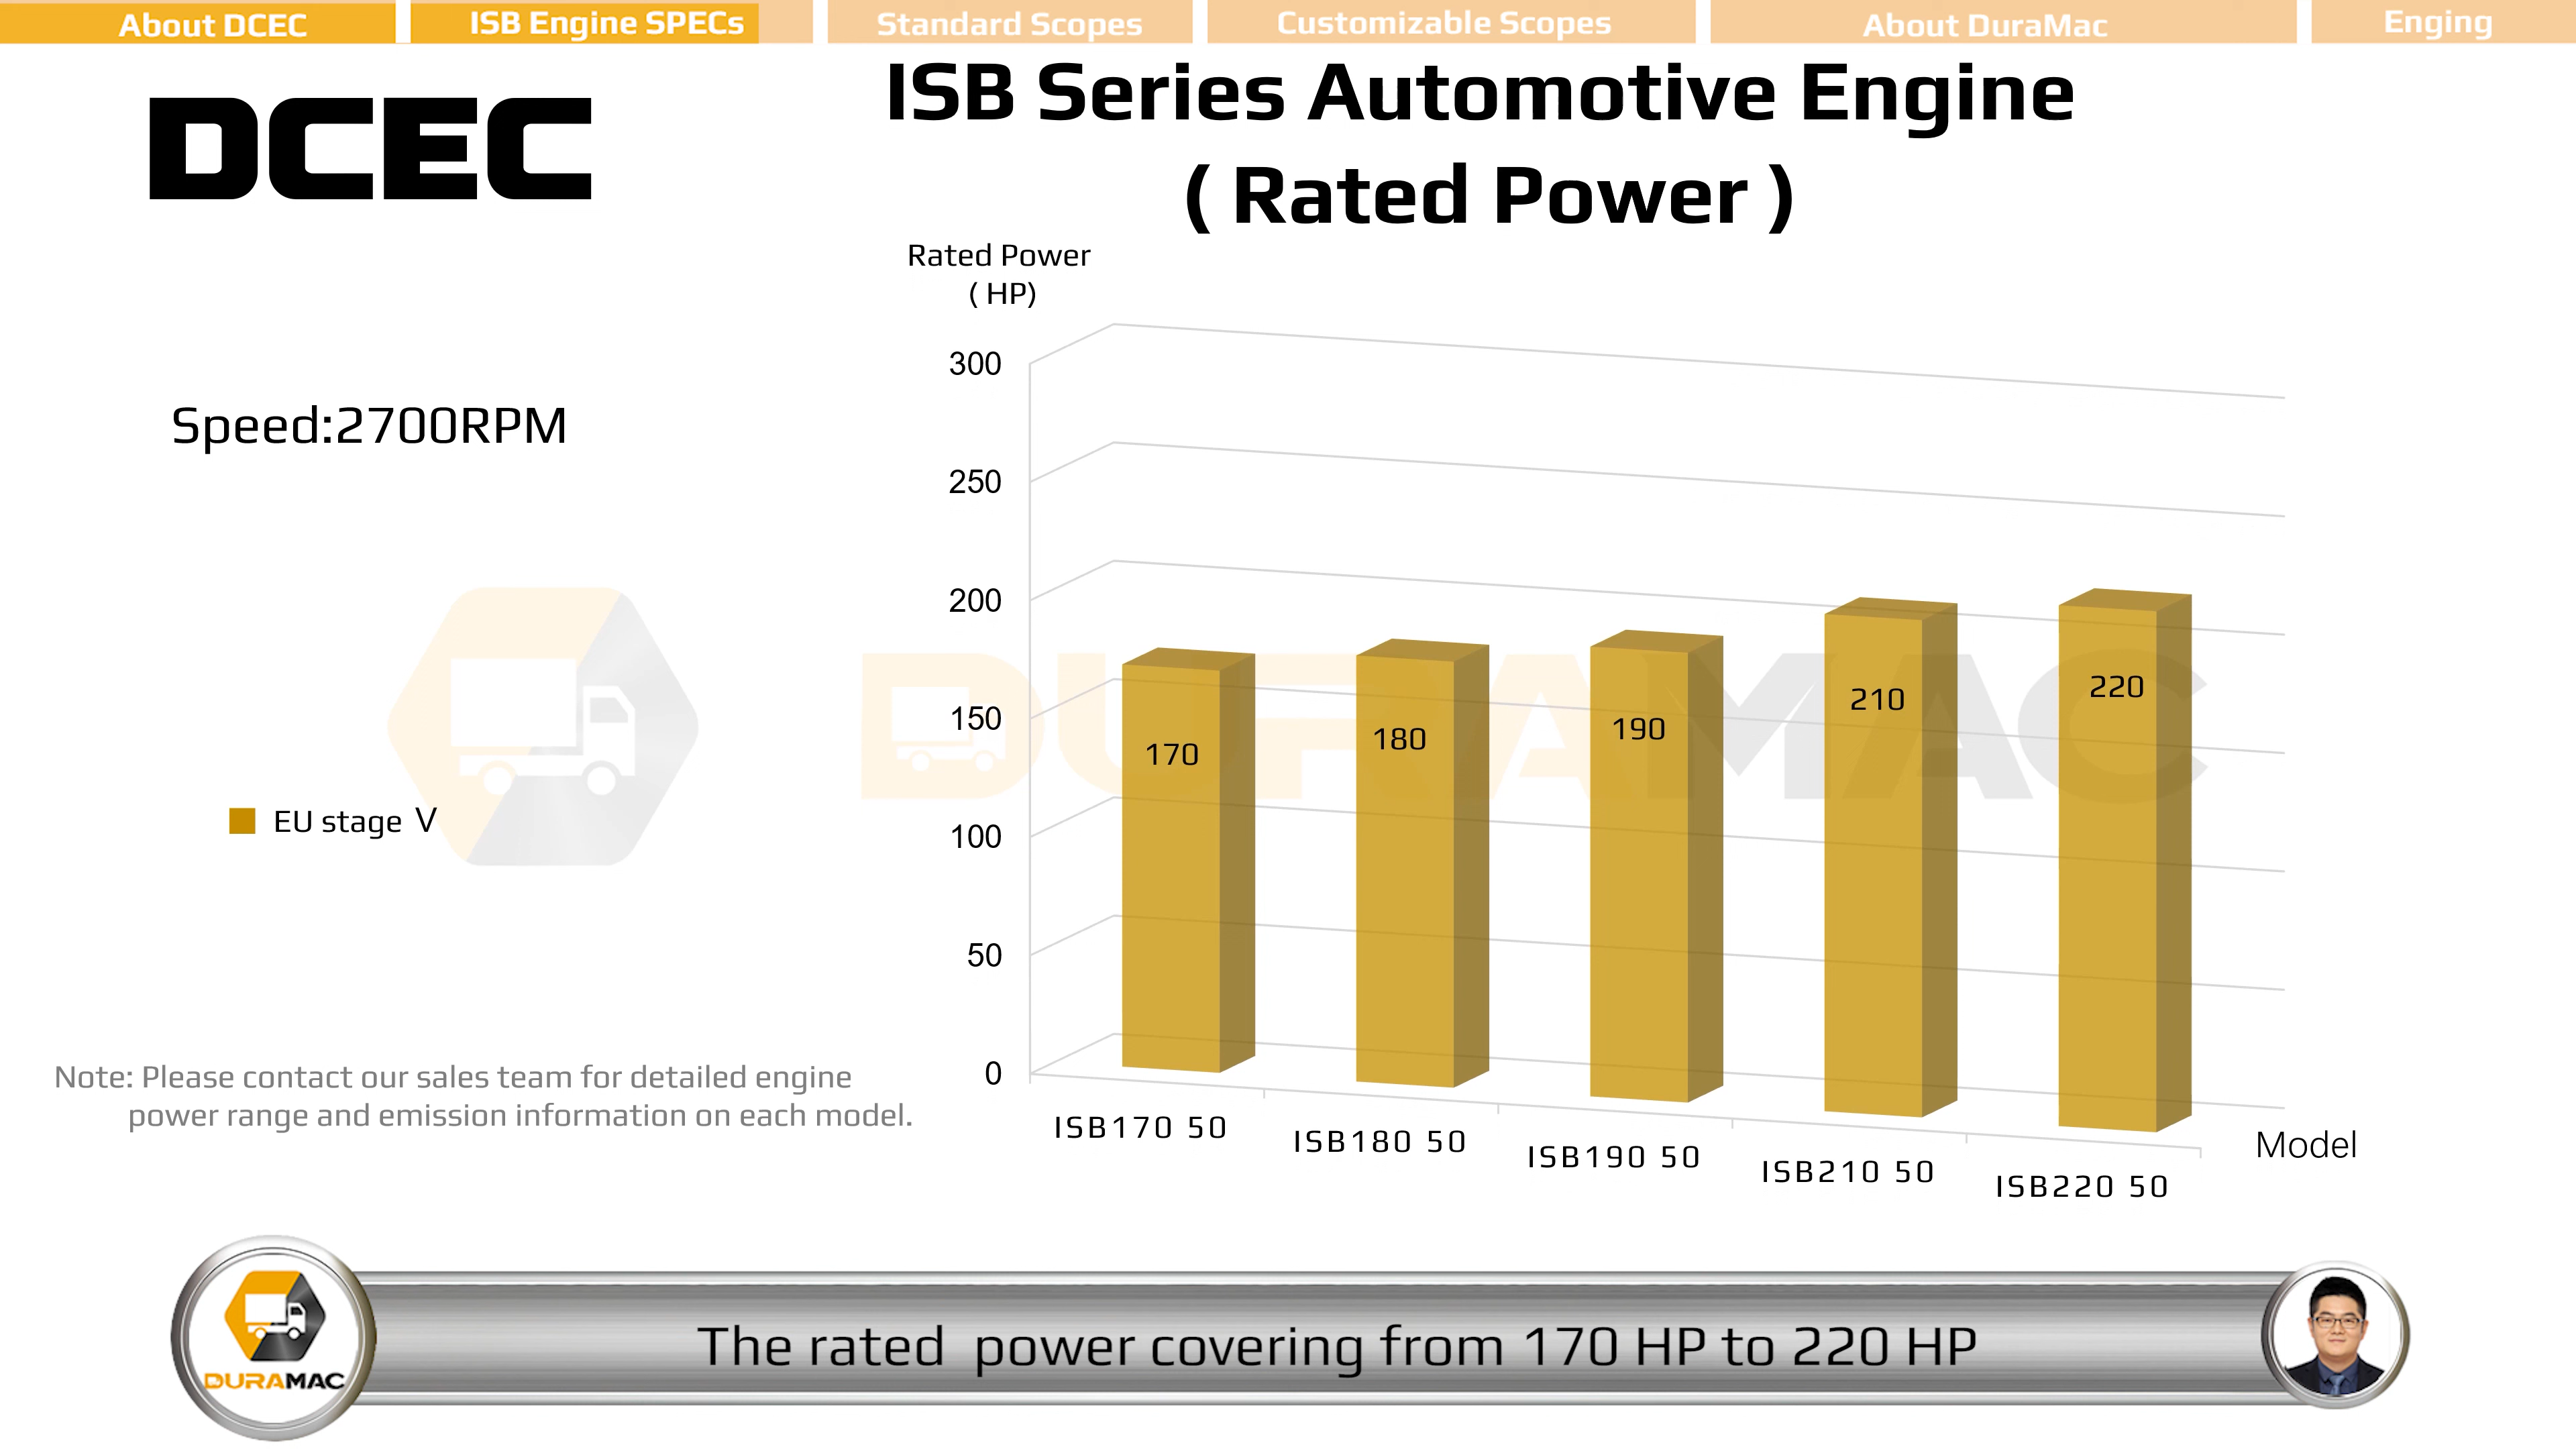 About DCEC
ISB Engine SPECs
Standard Scopes
Customizable Scopes
About DuraMac
Enging
DCEC
ISB Series Automotive Engine
( Rated Power )
Rated Power
( HP)
Speed:2700RPM
300
250
200
150
100
50
0
170
180
190
210
220
DURAMAC
EU stage V
Note: Please contact our sales team for detailed engine
power range and emission information on each model.
ISB170 50
ISB180 50
ISB190 50
ISB210 50
ISB220 50
Model
The rated  power covering from 170 HP to 220 HP
DURAMAC